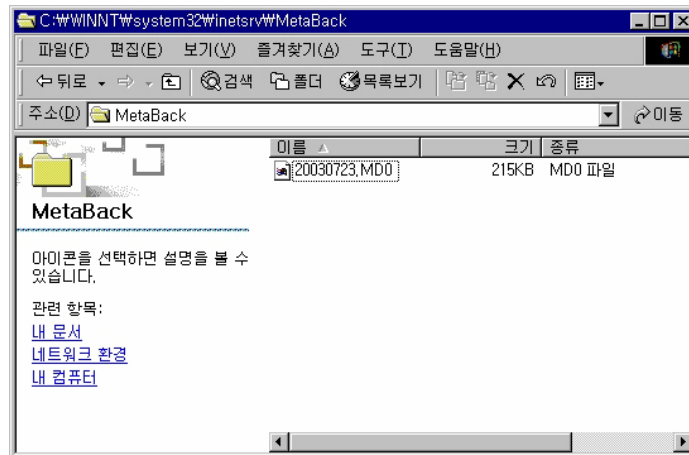 C:₩WINNT₩system32₩inetsrv₩MetaBack
파일(F) 편집(E) 보기(V) 즐겨찾기(A) 도구(T) 도움말(H)
뒤로 검색 폴더 목록보기
주소(D) MetaBack 이동
이름 크기 종류
20030723.MD0 215KB MD0 파일
MetaBack
아이콘을 선택하면 설명을 볼 수
있습니다.
관련 항목:
내 문서
네트워크 환경
내 컴퓨터